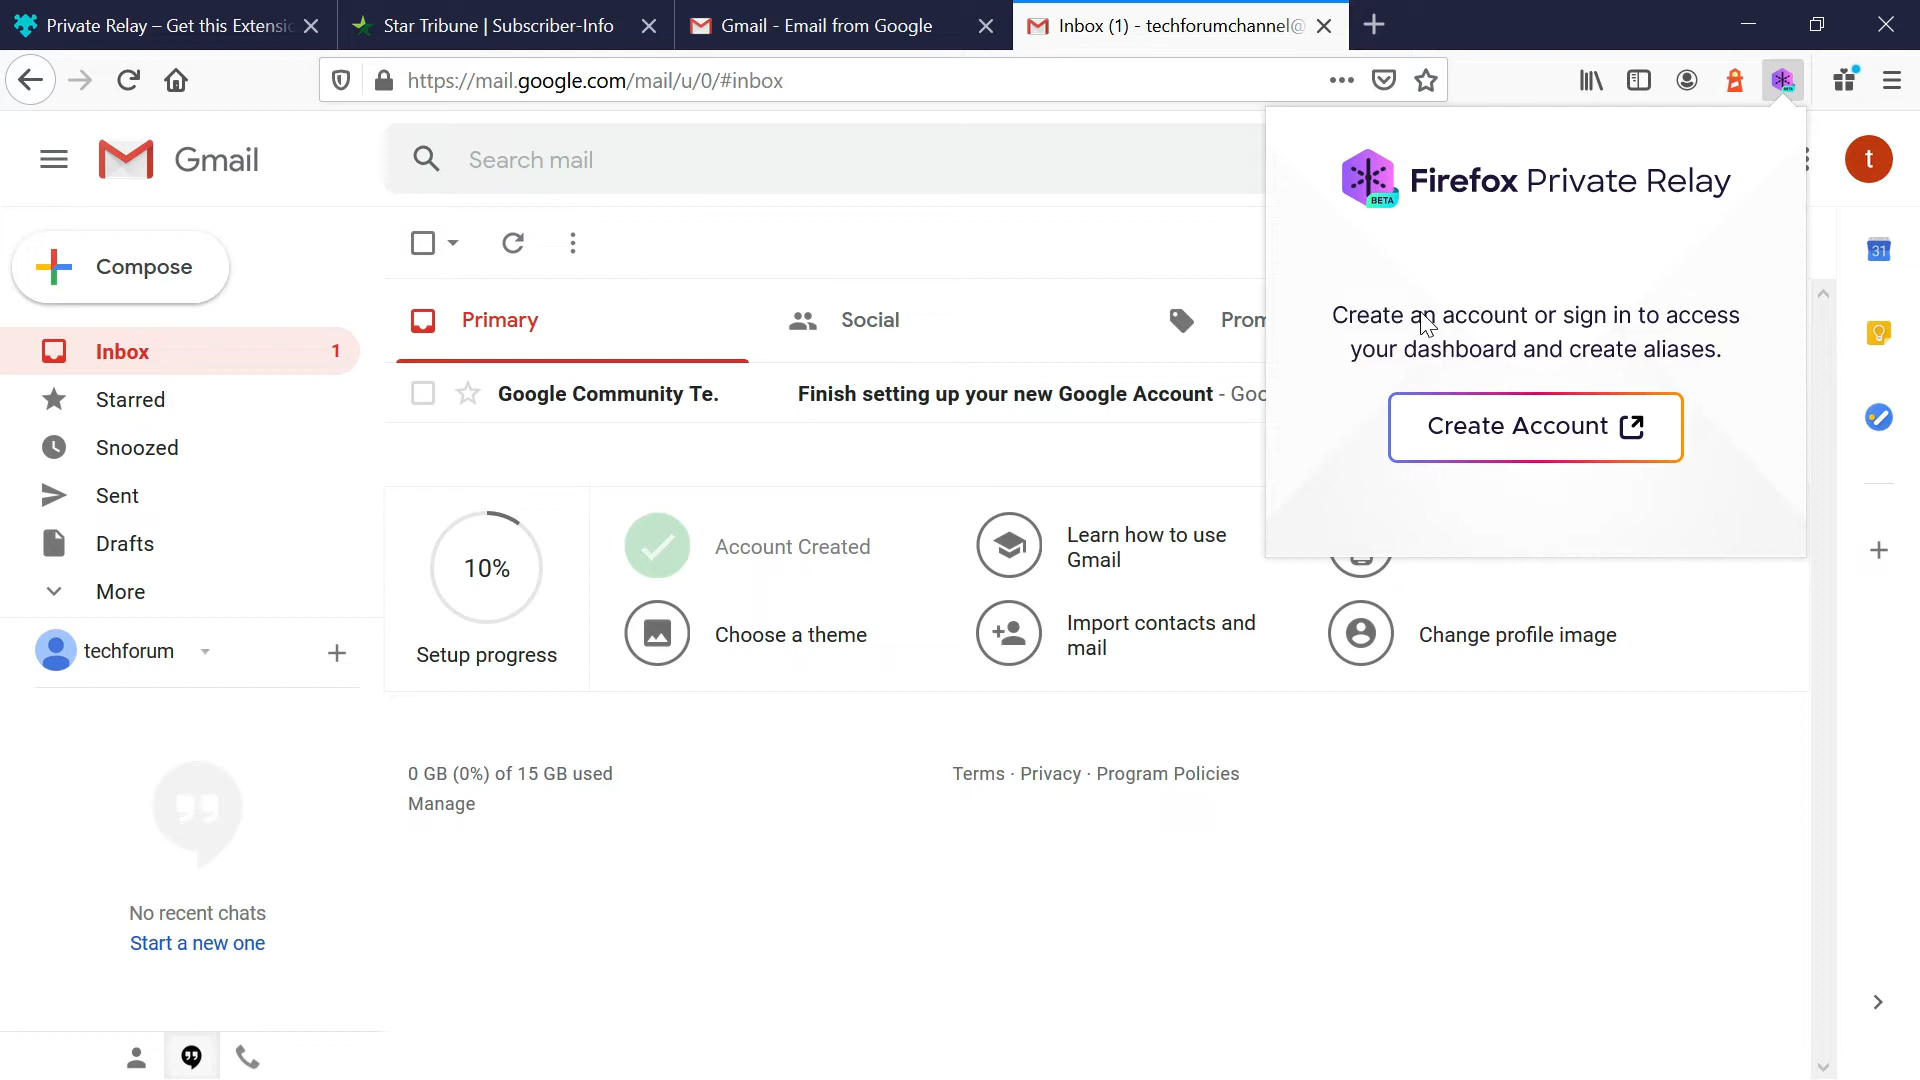 Private Relay – Get this Extensi
Star Tribune | Subscriber-Info
Gmail - Email from Google
Inbox (1) - techforumchannel@
https://mail.google.com/mail/u/0/#inbox
Gmail
Search mail
t
Firefox Private Relay
BETA
Create an account or sign in to access
your dashboard and create aliases.
Create Account
Compose
Inbox 1
Starred
Snoozed
Sent
Drafts
More
techforum
No recent chats
Start a new one
Primary
Social
Prom
Google Community Te. Finish setting up your new Google Account - Goo
10%
Setup progress
Account Created
Learn how to use
Gmail
Choose a theme
Import contacts and
mail
Change profile image
0 GB (0%) of 15 GB used
Manage
Terms · Privacy · Program Policies
31